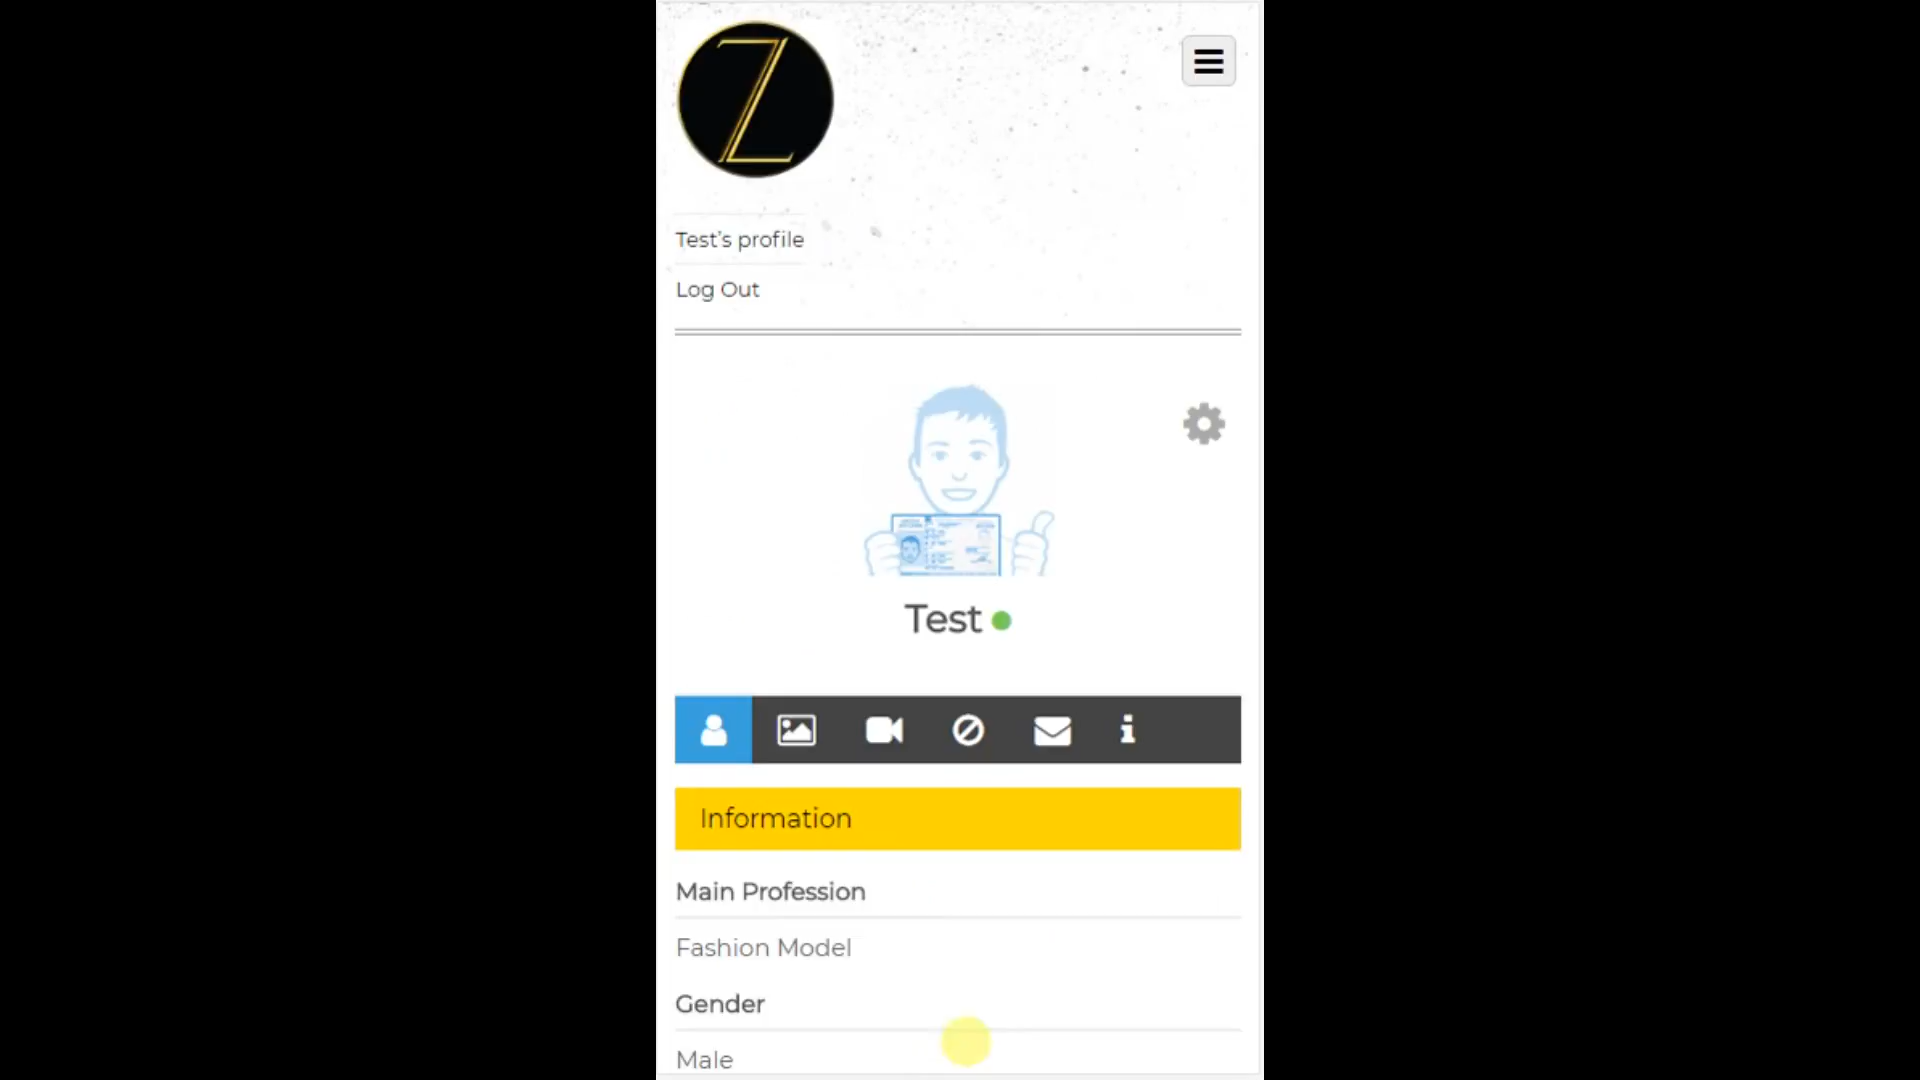 Z
Test's profile
Log Out
Test
Information
Main Profession
Fashion Model
Gender
Male